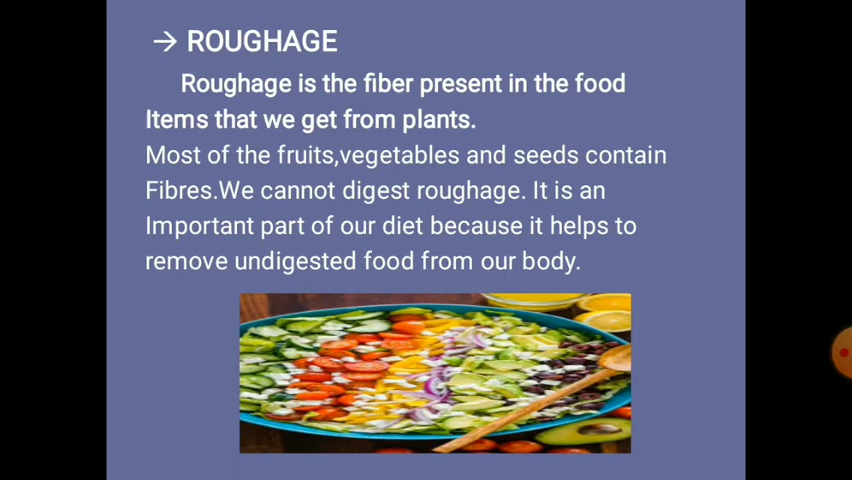 → ROUGHAGE
Roughage is the fiber present in the food
Items that we get from plants.
Most of the fruits,vegetables and seeds contain
Fibres.We cannot digest roughage. It is an
Important part of our diet because it helps to
remove undigested food from our body.